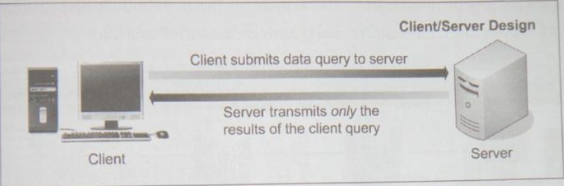 Client/Server Design
Client submits data query to server
Server transmits only the
results of the client query
Client
Server